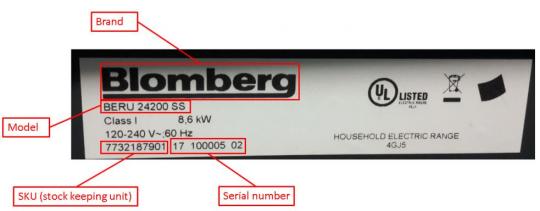 Brand
Blomberg
BERU 24200 SS
Class I 8,6 kW
120-240 V~;60 Hz
7732187901 17 100005 02
UL LISTED
HOUSEHOLD ELECTRIC RANGE
4GJ5
Model
SKU (stock keeping unit)
Serial number